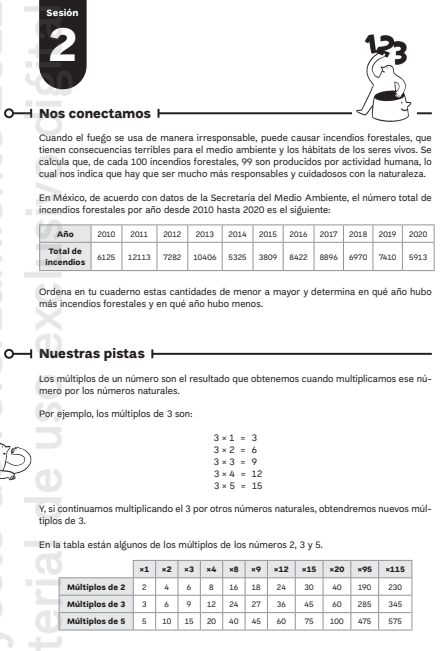 Sesión
2
123
Nos conectamos
Cuando el fuego se usa de manera irresponsable, puede causar incendios forestales, que
tienen consecuencias terribles para el medio ambiente y los hábitats de los seres vivos. Se
calcula que, de cada 100 incendios forestales, 99 son producidos por actividad humana, lo
cual nos indica que hay que ser mucho más responsables y cuidadosos con la naturaleza.
En México, de acuerdo con datos de la Secretaría del Medio Ambiente, el número total de
incendios forestales por año desde 2010 hasta 2020 es el siguiente:
Año 2010 2011 2012 2013 2014 2015 2016 2017 2018 2019 2020
Total de
incendios 6125 12113 7282 10406 5325 3809 8422 8896 6970 7410 5913
Ordena en tu cuaderno estas cantidades de menor a mayor y determina en qué año hubo
más incendios forestales y en qué año hubo menos.
Nuestras pistas
Los múltiplos de un número son el resultado que obtenemos cuando multiplicamos ese nú-
mero por los números naturales.
Por ejemplo, los múltiplos de 3 son:
3 × 1 = 3
3 × 2 = 6
3 × 3 = 9
3 × 4 = 12
3 × 5 = 15
Y, si continuamos multiplicando el 3 por otros números naturales, obtendremos nuevos múl-
tiplos de 3.
En la tabla están algunos de los múltiplos de los números 2, 3 y 5.
×1 ×2 ×3 ×4 ×8 ×9 ×12 ×15 ×20 ×95 ×115
Múltiplos de 2 2 4 6 8 16 18 24 30 40 190 230
Múltiplos de 3 3 6 9 12 24 27 36 45 60 285 345
Múltiplos de 5 5 10 15 20 40 45 60 75 100 475 575
terial de uso exclusivo digital